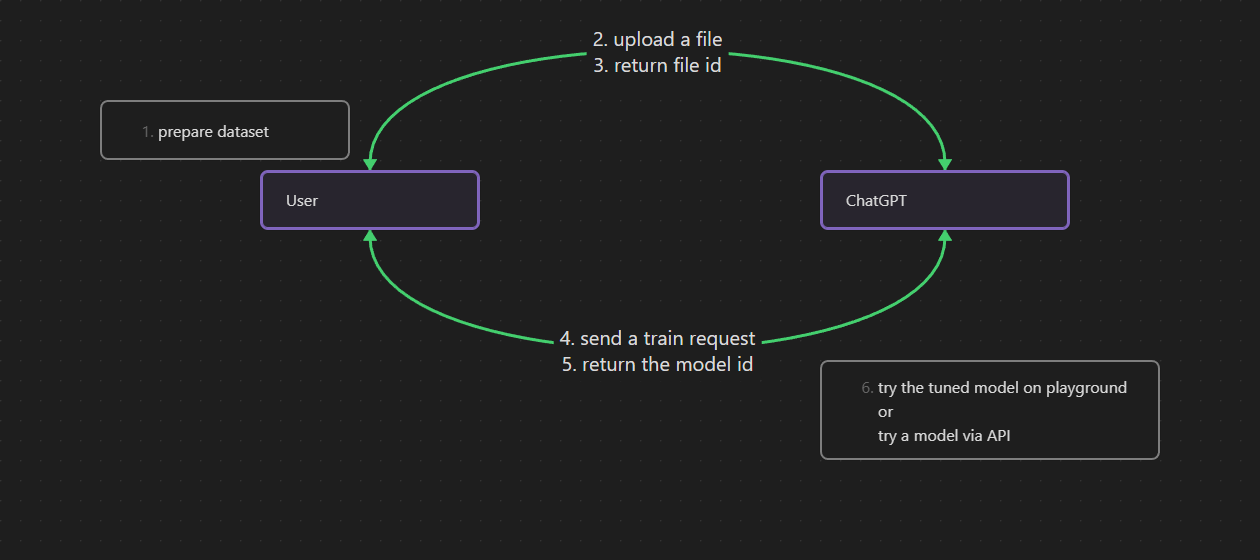 2. upload a file
3. return file id
1. prepare dataset
User
ChatGPT
4. send a train request
5. return the model id
6. try the tuned model on playground
or
try a model via API